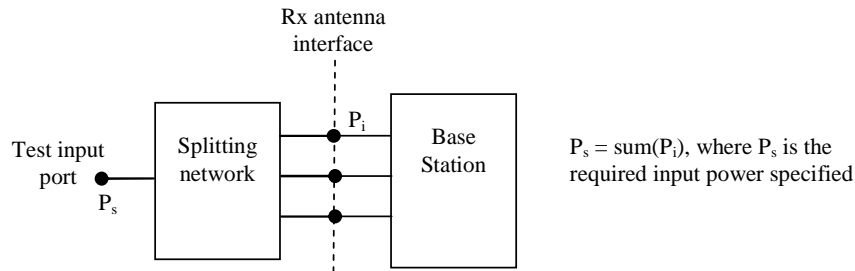 Rx antenna
interface
P_i
Test input
port
P_s
Splitting
network
Base
Station
P_s = sum(P_i), where P_s is the
required input power specified